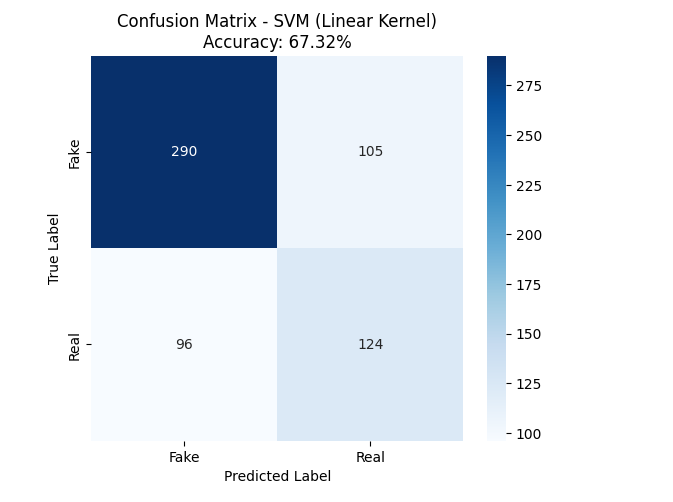 Confusion Matrix - SVM (Linear Kernel)
Accuracy: 67.32%
True Label
Fake
290
105
Real
96
124
Fake
Real
Predicted Label
275
250
225
200
175
150
125
100